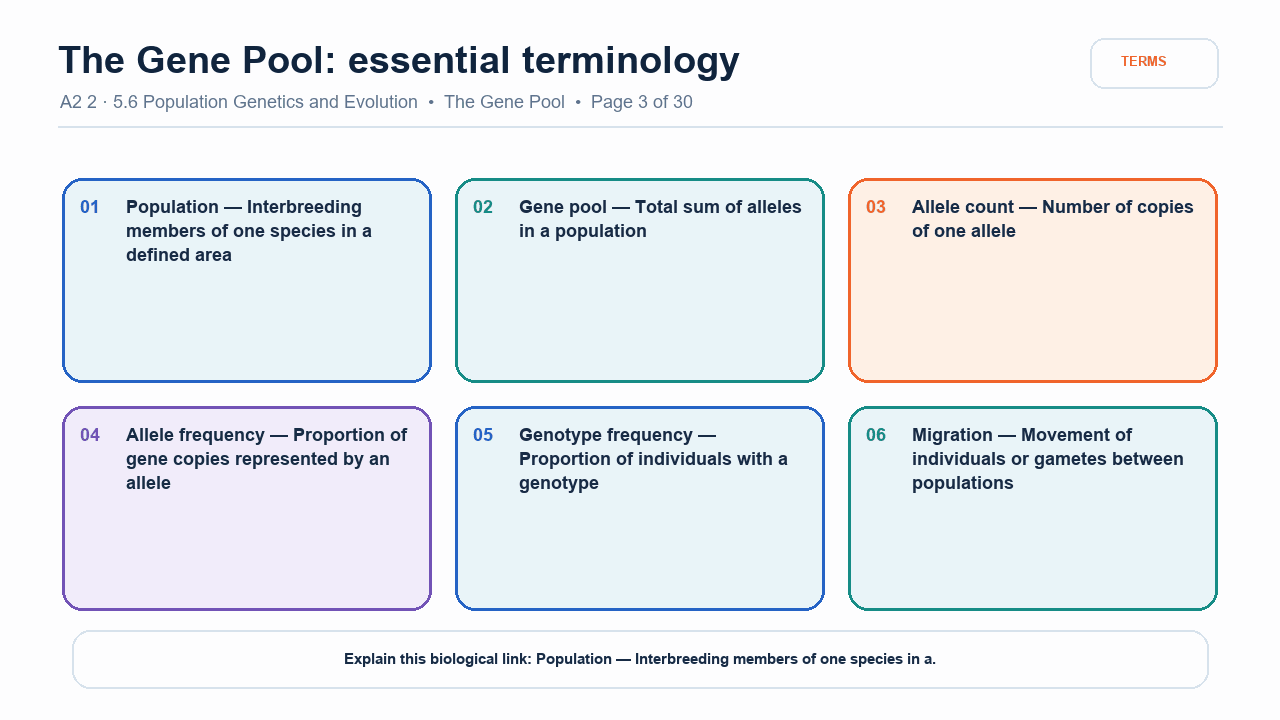 The Gene Pool: essential terminology
TERMS
A2 2 · 5.6 Population Genetics and Evolution • The Gene Pool • Page 3 of 30
01 Population — Interbreeding
members of one species in a
defined area
02 Gene pool — Total sum of alleles
in a population
03 Allele count — Number of copies
of one allele
04 Allele frequency — Proportion of
gene copies represented by an
allele
05 Genotype frequency —
Proportion of individuals with a
genotype
06 Migration — Movement of
individuals or gametes between
populations
Explain this biological link: Population — Interbreeding members of one species in a.